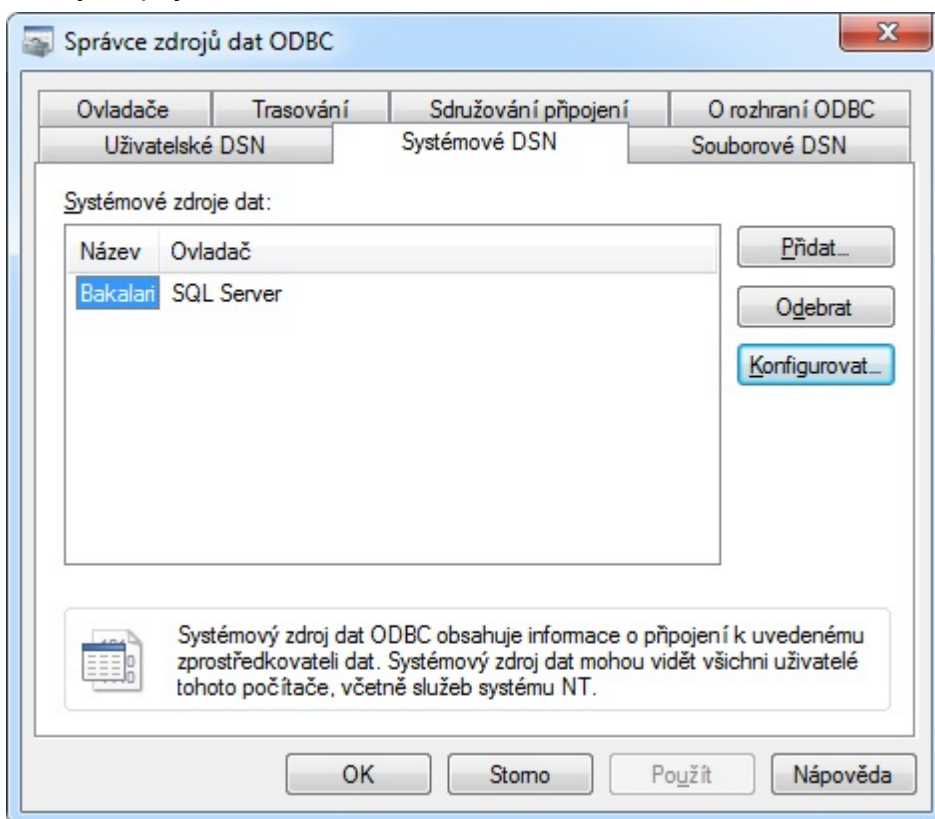 Správce zdrojů dat ODBC
Ovladače Trasování Sdružování připojení O rozhraní ODBC
Uživatelské DSN Systémové DSN Souborové DSN
Systémové zdroje dat:
Název Ovladač
Bakalari SQL Server
Přidat...
Odebrat
Konfigurovat...
Systémový zdroj dat ODBC obsahuje informace o připojení k uvedenému
zprostředkovateli dat. Systémový zdroj dat mohou vidět všichni uživatelé
tohoto počítače, včetně služeb systému NT.
OK Storno Použít Nápověda